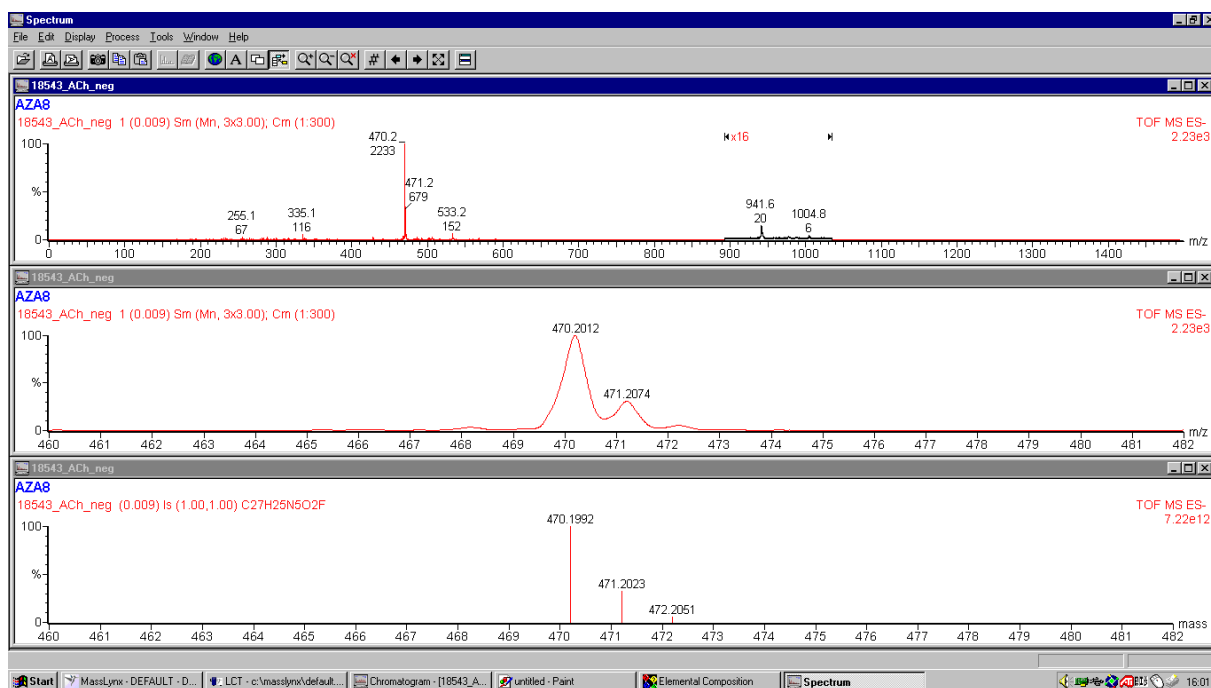 Spectrum
File Edit Display Process Tools Window Help
18543_ACh_neg
AZA8
18543_ACh_neg 1 (0.009) Sm (Mn, 3x3.00); Cm (1:300)
TOF MS ES-
2.23e3
x16
100
%
0
470.2
2233
471.2
679
255.1
67
335.1
116
533.2
152
941.6
20
1004.8
6
0 100 200 300 400 500 600 700 800 900 1000 1100 1200 1300 1400
m/z
18543_ACh_neg
AZA8
18543_ACh_neg 1 (0.009) Sm (Mn, 3x3.00); Cm (1:300)
TOF MS ES-
2.23e3
100
%
0
470.2012
471.2074
460 461 462 463 464 465 466 467 468 469 470 471 472 473 474 475 476 477 478 479 480 481 482
m/z
18543_ACh_neg
AZA8
18543_ACh_neg (0.009) Is (1.00,1.00) C27H25N5O2F
TOF MS ES-
7.22e12
100
%
0
470.1992
471.2023
472.2051
460 461 462 463 464 465 466 467 468 469 470 471 472 473 474 475 476 477 478 479 480 481 482
mass
Start MassLynx - DEFAULT - D... LCT - c:\masslynx\default.... Chromatogram - [18543_A... untitled - Paint Elemental Composition Spectrum 16:01